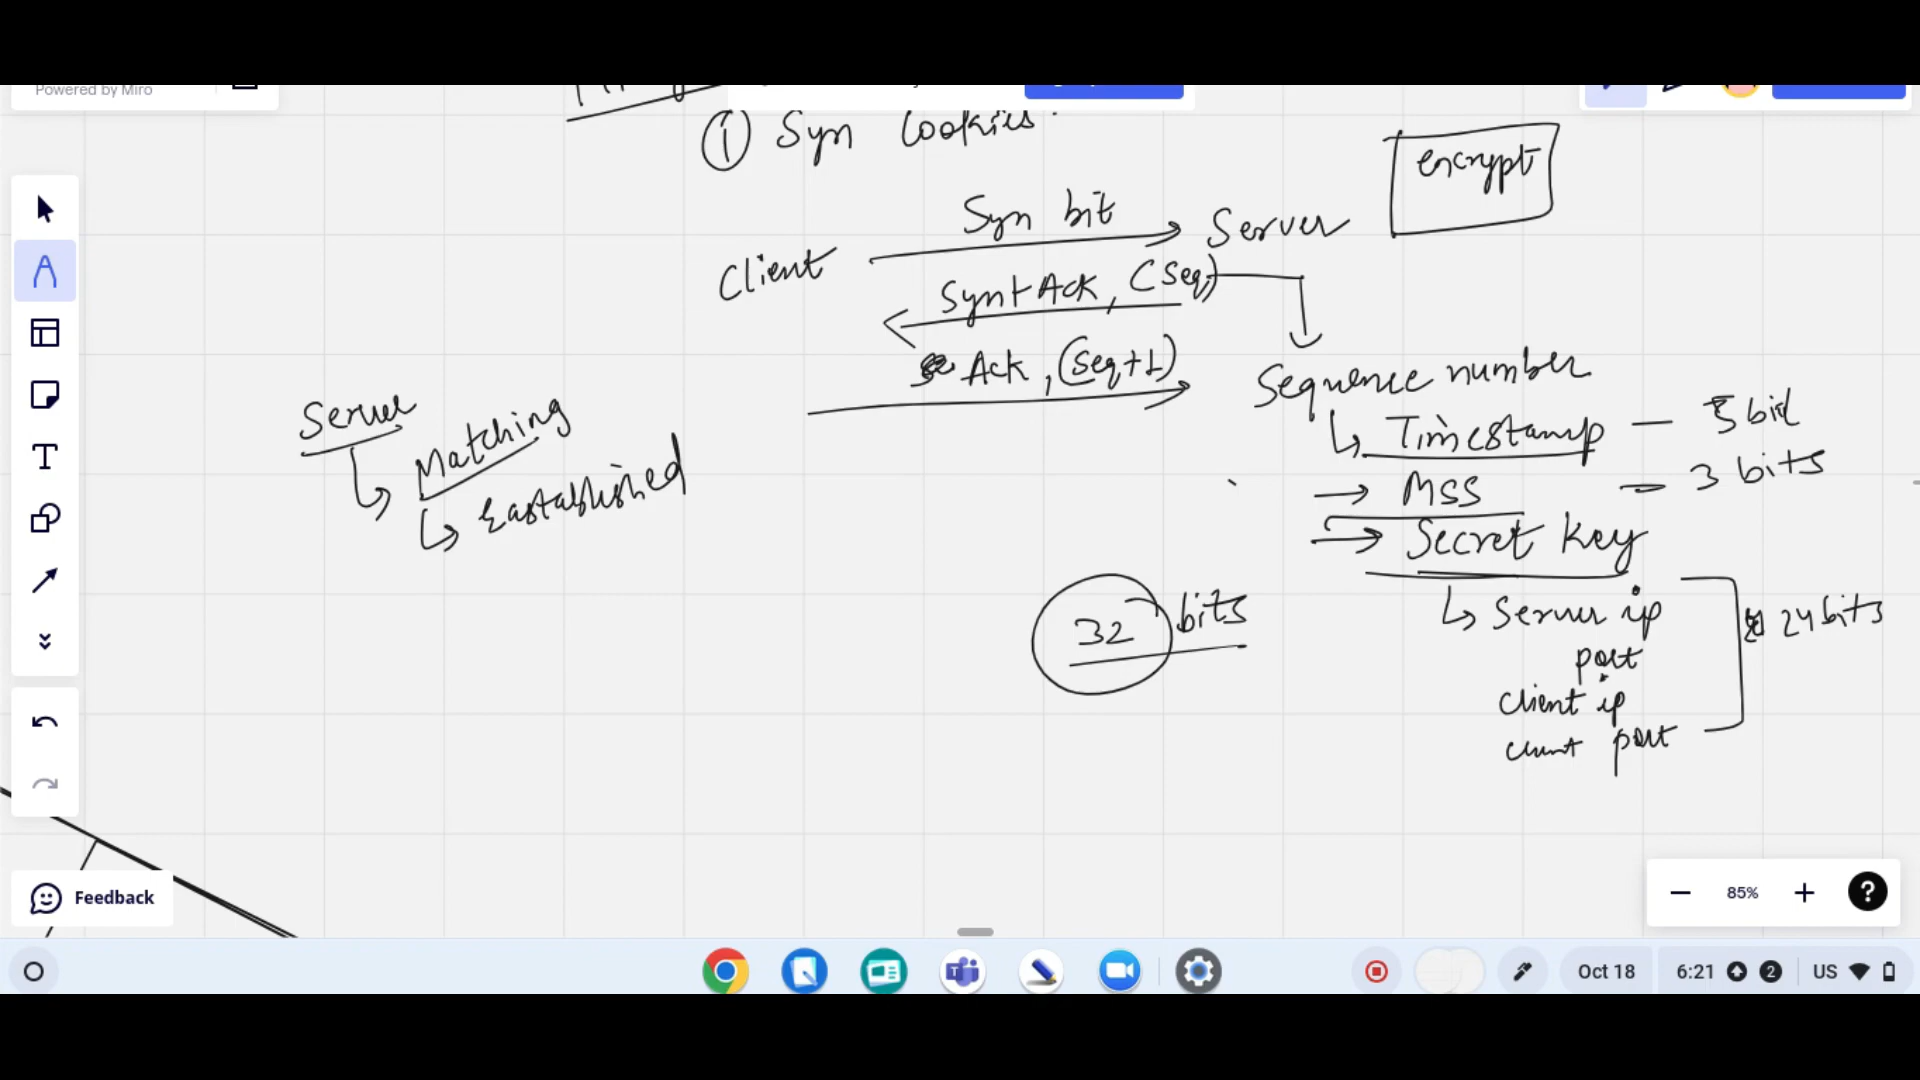 Powered by Miro
① Syn Cookies
encrypt
Syn bit
Client
Server
Syn+Ack, (Seq)
Ack, (Seq+1)
Sequence number
Server
Matching
Eastablished
Timestamp — 5 bit
MSS — 3 bits
Secret Key
Server ip
port
Client ip
client port
24 bits
32 bits
Feedback
85%
Oct 18
6:21
2
US